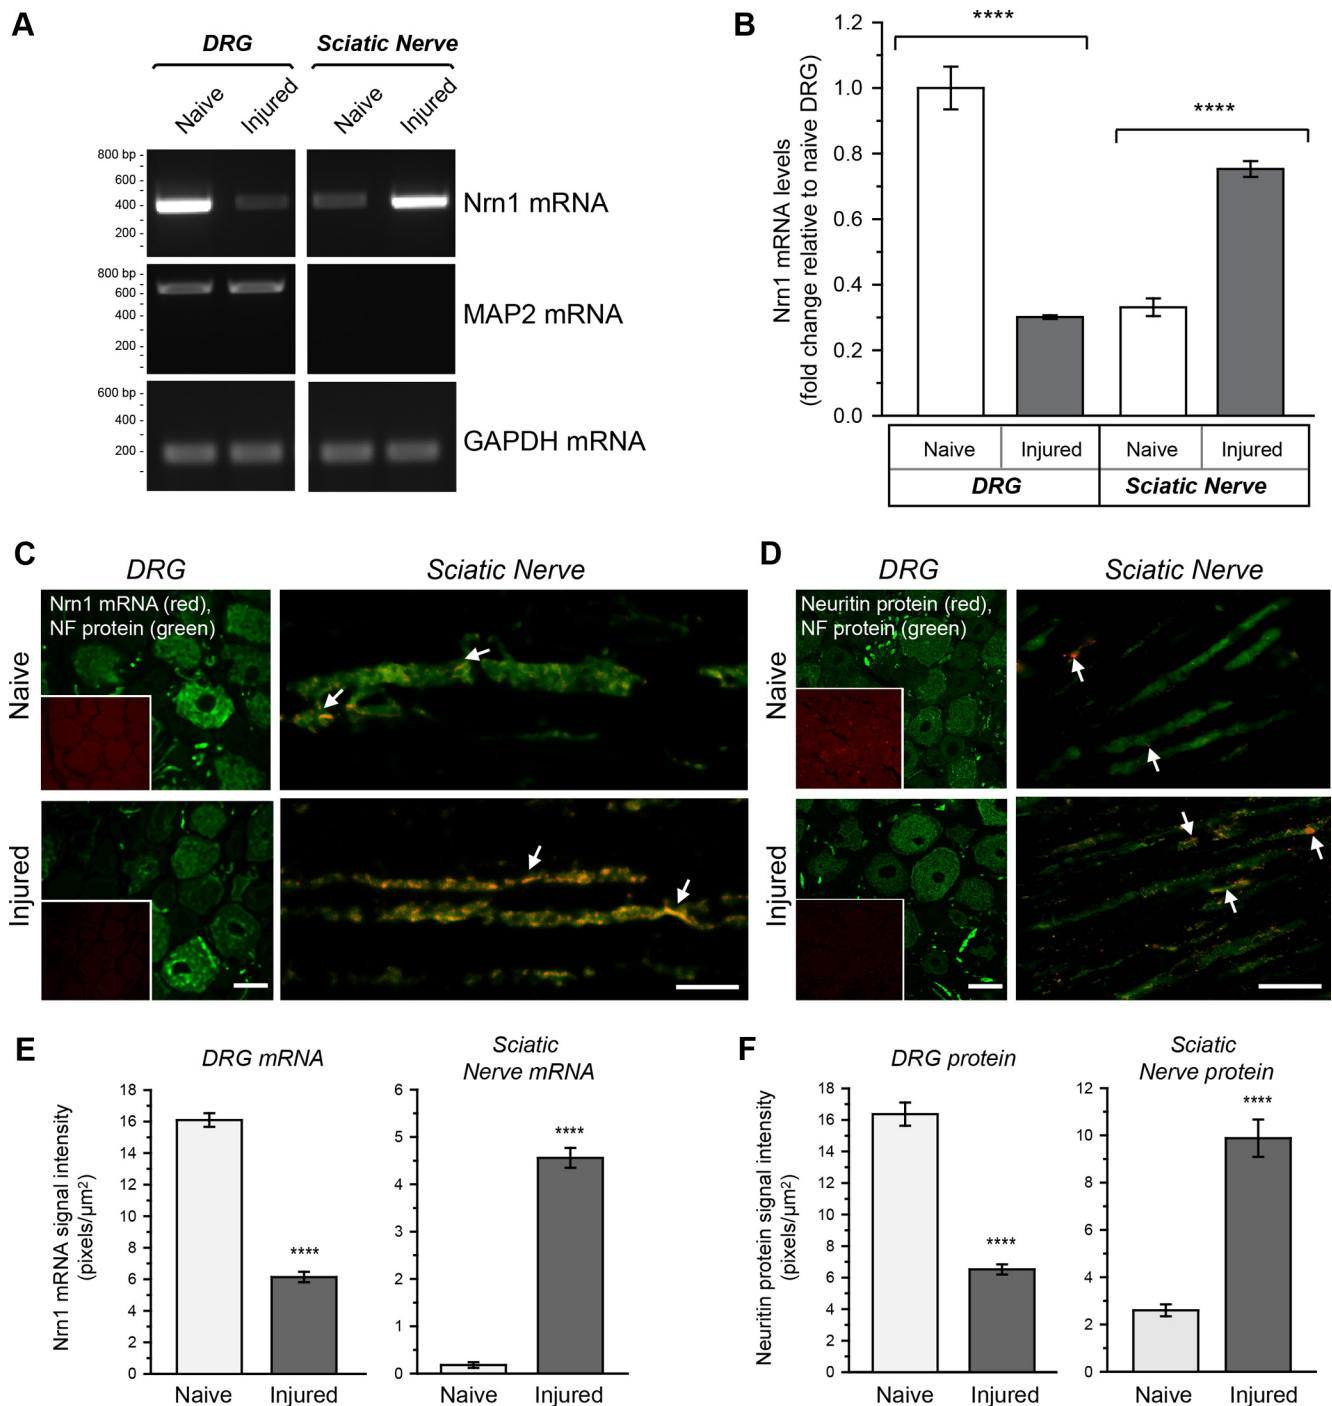 A
DRG
Sciatic Nerve
Naive
Injured
Naive
Injured
800 bp -
600 -
400 -
200 -
Nrn1 mRNA
800 bp -
600 -
400 -
200 -
MAP2 mRNA
600 bp -
400 -
200 -
GAPDH mRNA
B
Nrn1 mRNA levels
(fold change relative to naive DRG)
1.2
1.0
0.8
0.6
0.4
0.2
0.0
****
****
Naive
Injured
Naive
Injured
DRG
Sciatic Nerve
C
DRG
Sciatic Nerve
Naive
Injured
Nrn1 mRNA (red),
NF protein (green)
D
DRG
Sciatic Nerve
Naive
Injured
Neuritin protein (red),
NF protein (green)
E
DRG mRNA
Nrn1 mRNA signal intensity
(pixels/µm²)
18
16
14
12
10
8
6
4
2
0
****
Naive
Injured
Sciatic
Nerve mRNA
6
5
4
3
2
1
0
****
Naive
Injured
F
DRG protein
Neuritin protein signal intensity
(pixels/µm²)
18
16
14
12
10
8
6
4
2
0
****
Naive
Injured
Sciatic
Nerve protein
12
10
8
6
4
2
0
****
Naive
Injured